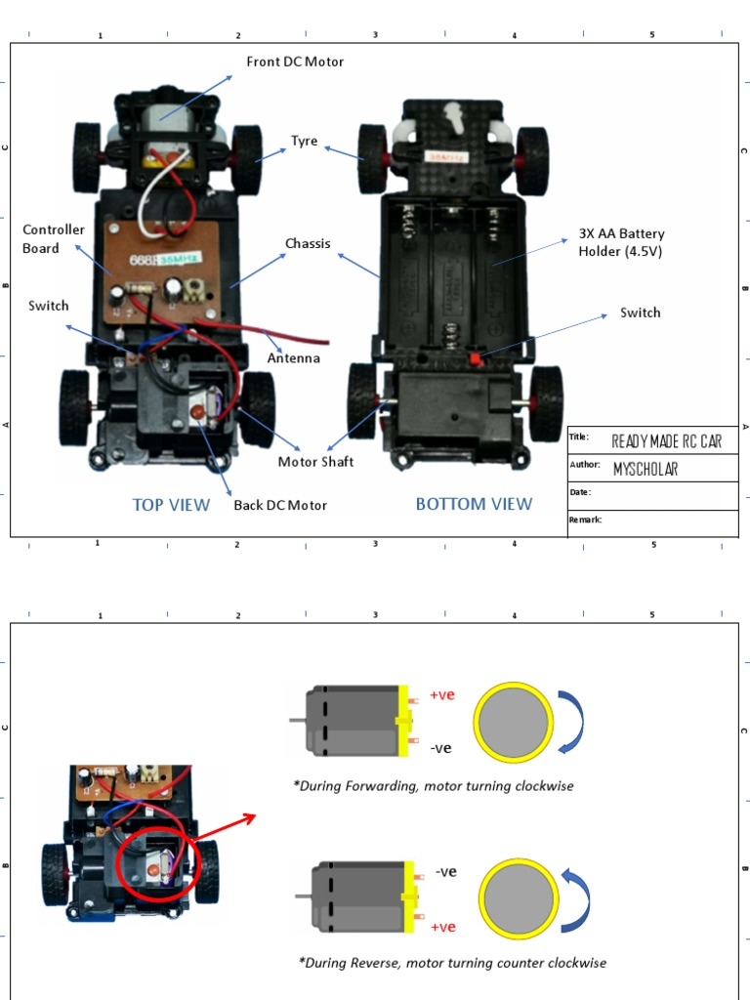 1 2 3 4 5
Front DC Motor
Tyre
C
C
Controller
Board
Chassis
3X AA Battery
Holder (4.5V)
35MHZ
668B
35MHZ
B
B
Switch
Switch
Antenna
A
A
Motor Shaft
Title: READY MADE RC CAR
Author: MYSCHOLAR
Date:
Remark:
TOP VIEW
Back DC Motor
BOTTOM VIEW
1 2 3 4 5
1 2 3 4 5
+ve
-ve
C
C
*During Forwarding, motor turning clockwise
B
B
-ve
+ve
*During Reverse, motor turning counter clockwise